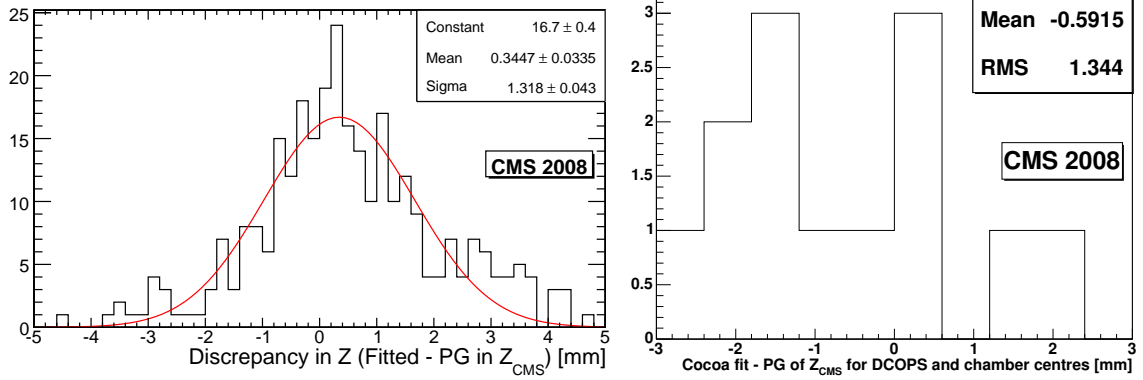 25
20
15
10
5
0
-5 -4 -3 -2 -1 0 1 2 3 4 5
Constant 16.7 ± 0.4
Mean 0.3447 ± 0.0335
Sigma 1.318 ± 0.043
CMS 2008
Discrepancy in Z (Fitted - PG in Z_CMS) [mm]
3
2.5
2
1.5
1
0.5
0
-3 -2 -1 0 1 2 3
Mean -0.5915
RMS 1.344
CMS 2008
Cocoa fit - PG of Z_CMS for DCOPS and chamber centres [mm]